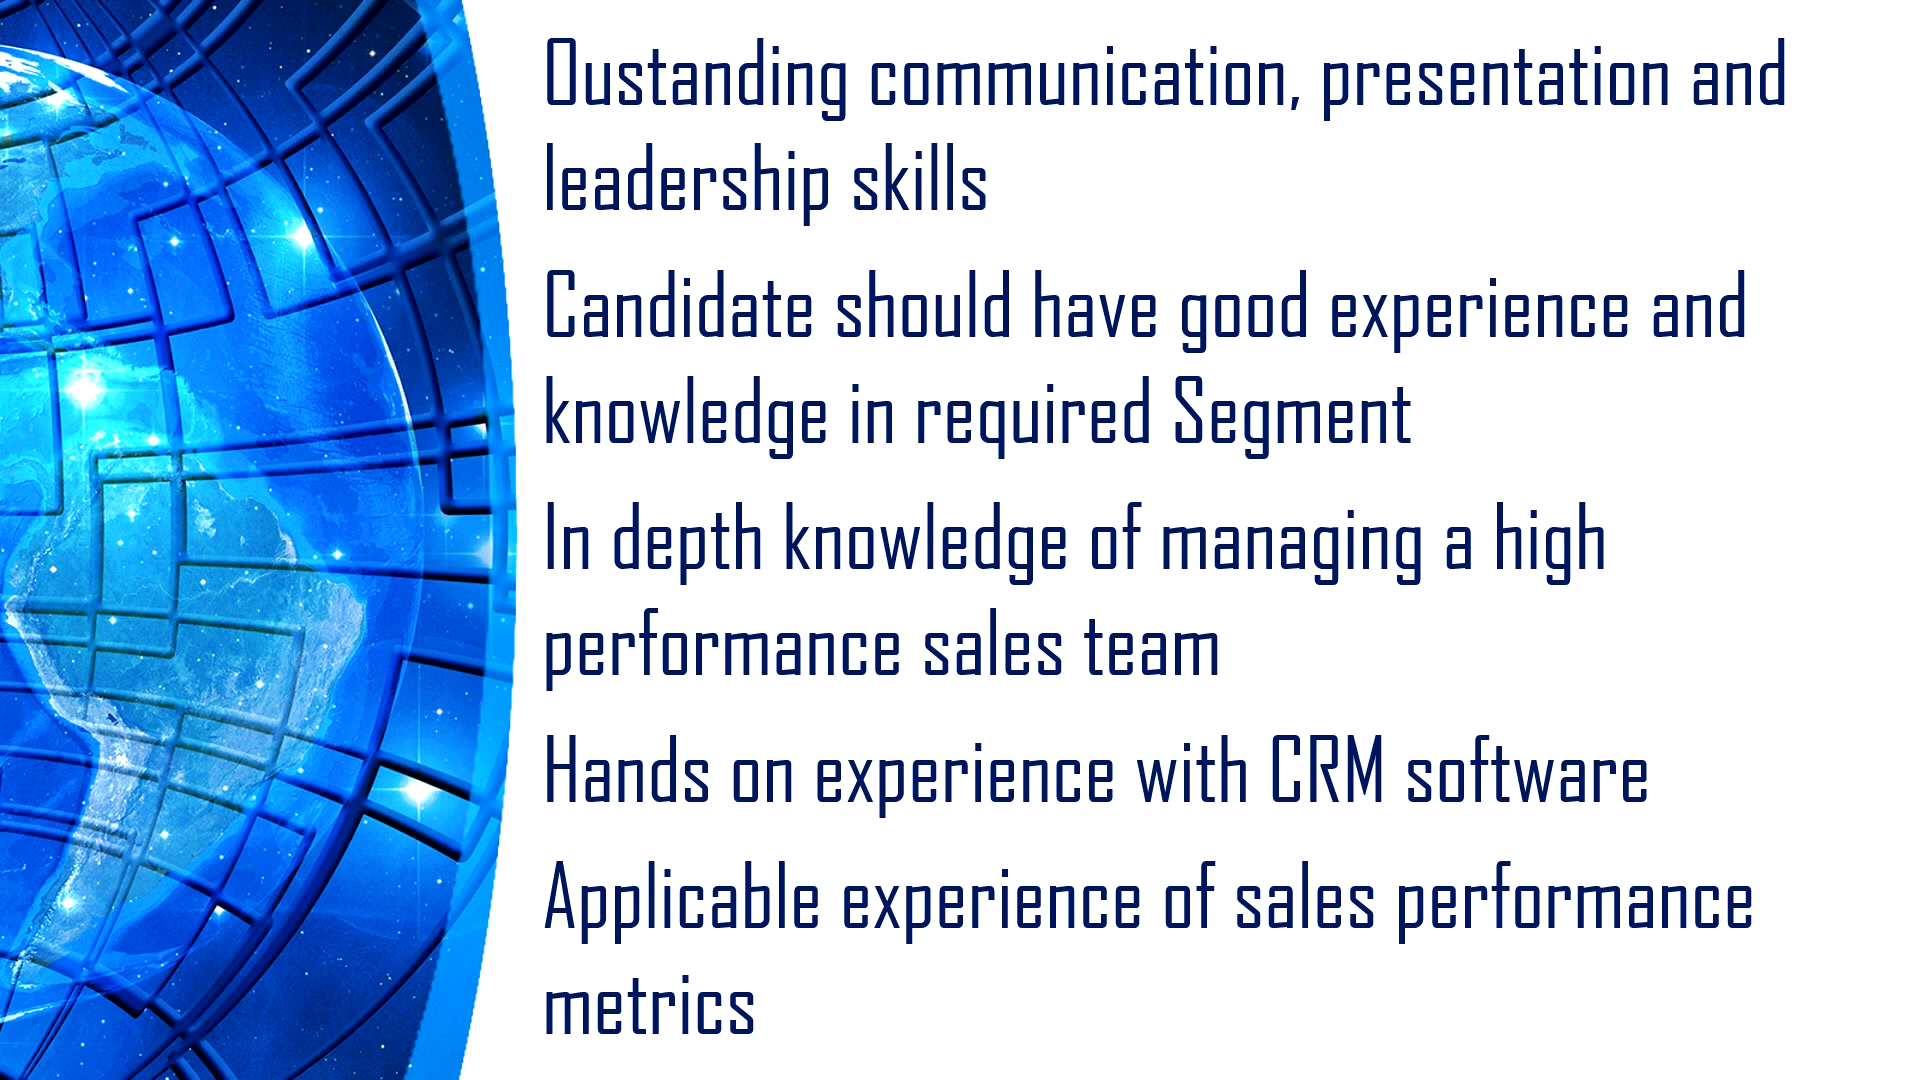 Oustanding communication, presentation and
leadership skills
Candidate should have good experience and
knowledge in required Segment
In depth knowledge of managing a high
performance sales team
Hands on experience with CRM software
Applicable experience of sales performance
metrics